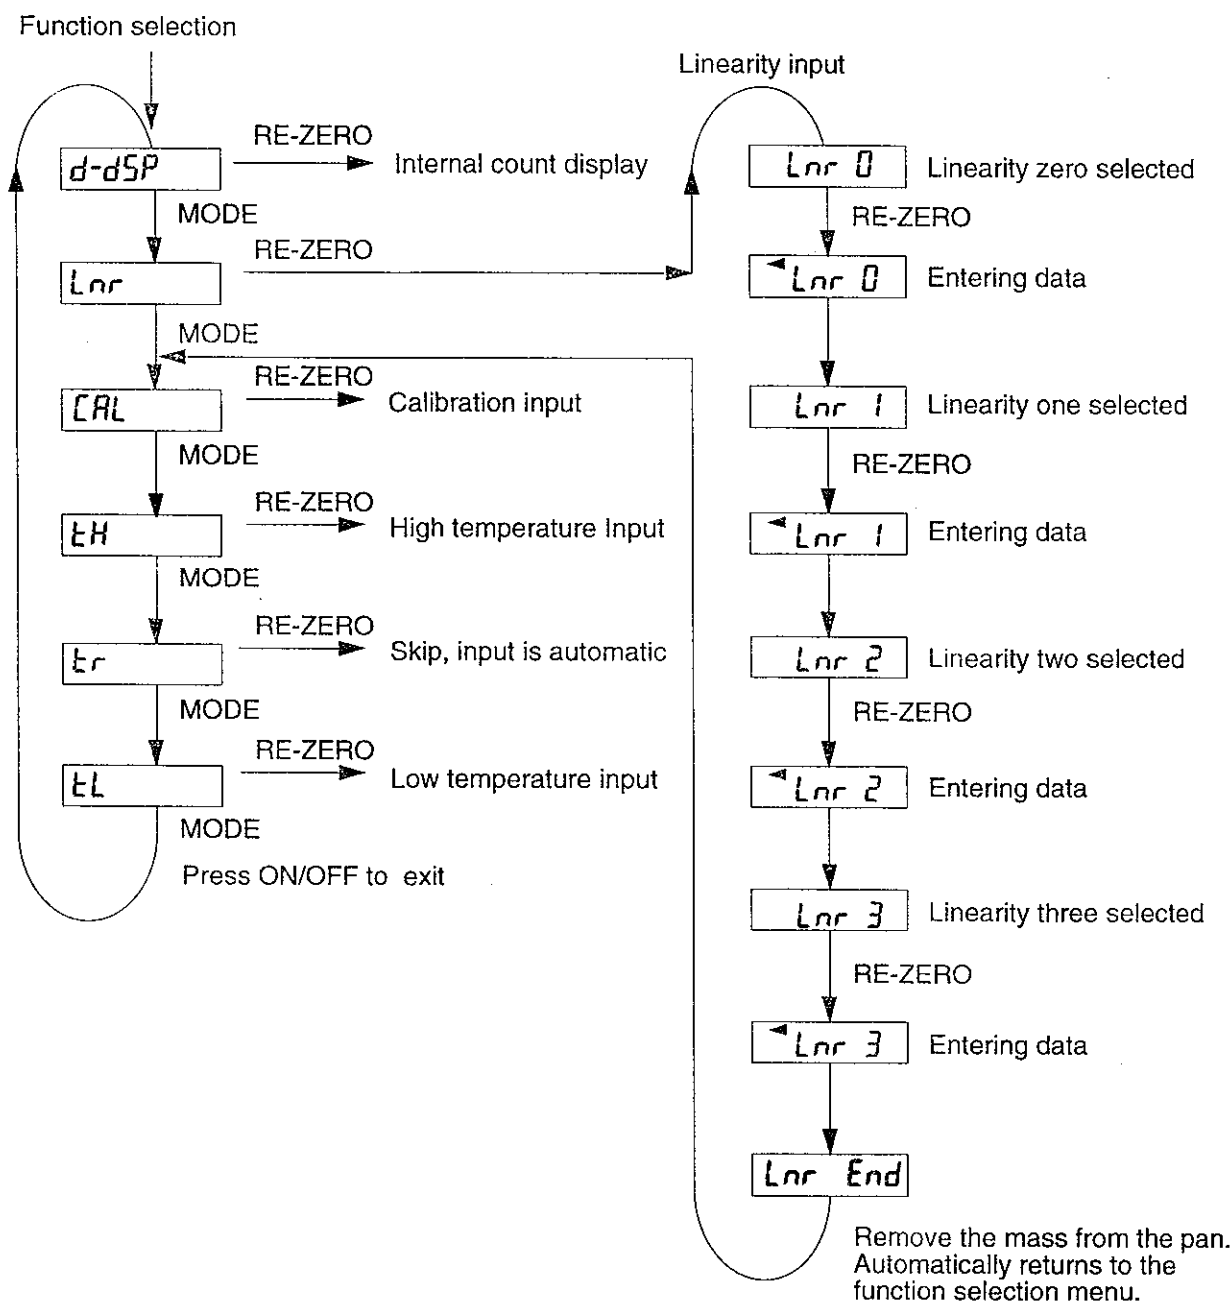 Function selection
d-dSP
RE-ZERO
Internal count display
MODE
Lnr
RE-ZERO
MODE
CAL
RE-ZERO
Calibration input
MODE
tH
RE-ZERO
High temperature Input
MODE
tr
RE-ZERO
Skip, input is automatic
MODE
tL
RE-ZERO
Low temperature input
MODE
Press ON/OFF to exit
Linearity input
Lnr 0
Linearity zero selected
RE-ZERO
Lnr 0
Entering data
Lnr 1
Linearity one selected
RE-ZERO
Lnr 1
Entering data
Lnr 2
Linearity two selected
RE-ZERO
Lnr 2
Entering data
Lnr 3
Linearity three selected
RE-ZERO
Lnr 3
Entering data
Lnr End
Remove the mass from the pan.
Automatically returns to the
function selection menu.